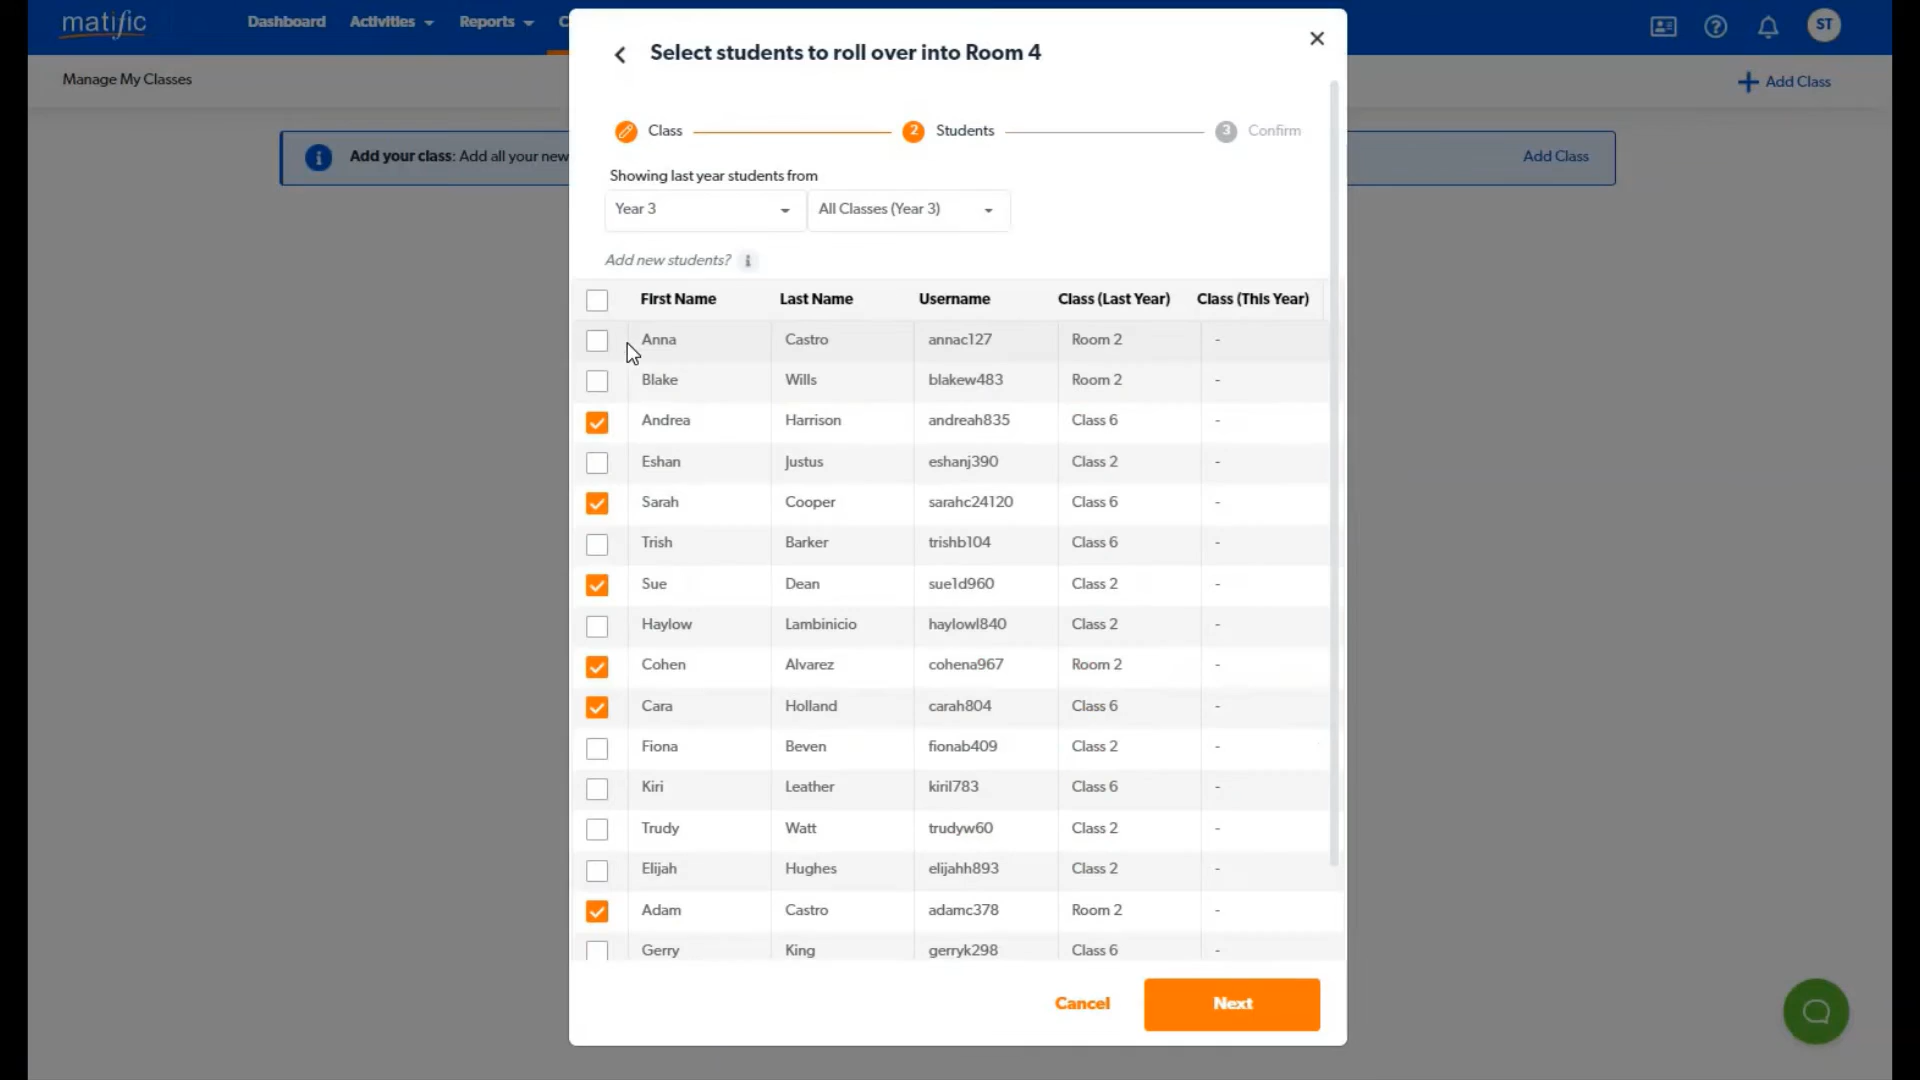 matific
Dashboard Activities Reports C
ST
Manage My Classes
Add Class
Add your class: Add all your new
Add Class
Select students to roll over into Room 4
Class 2 Students 3 Confirm
Showing last year students from
Year 3 All Classes (Year 3)
Add new students? i
First Name Last Name Username Class (Last Year) Class (This Year)
Anna Castro annac127 Room 2 -
Blake Wills blakew483 Room 2 -
Andrea Harrison andreah835 Class 6 -
Eshan Justus eshanj390 Class 2 -
Sarah Cooper sarahc24120 Class 6 -
Trish Barker trishb104 Class 6 -
Sue Dean sue1d960 Class 2 -
Haylow Lambinicio haylowl840 Class 2 -
Cohen Alvarez cohena967 Room 2 -
Cara Holland carah804 Class 6 -
Fiona Beven fionab409 Class 2 -
Kiri Leather kiril783 Class 6 -
Trudy Watt trudyw60 Class 2 -
Elijah Hughes elijahh893 Class 2 -
Adam Castro adamc378 Room 2 -
Gerry King gerryk298 Class 6 -
Cancel Next